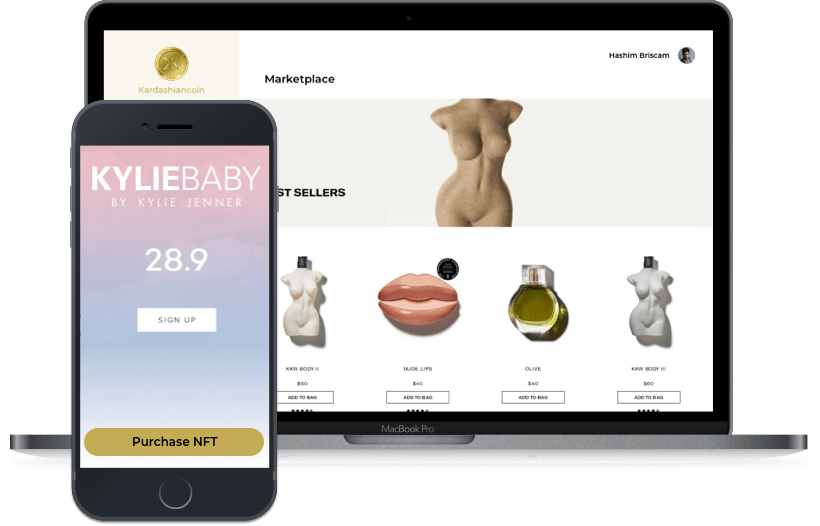 Hashim Briscam
Marketplace
Kardashiancoin
ST SELLERS
KYLIEBABY
BY KYLIE JENNER
28.9
SIGN UP
Purchase NFT
KKW BODY II
$60
ADD TO BAG
NUDE LIPS
$40
ADD TO BAG
OLIVE
$40
ADD TO BAG
KKW BODY III
$60
ADD TO BAG
MacBook Pro